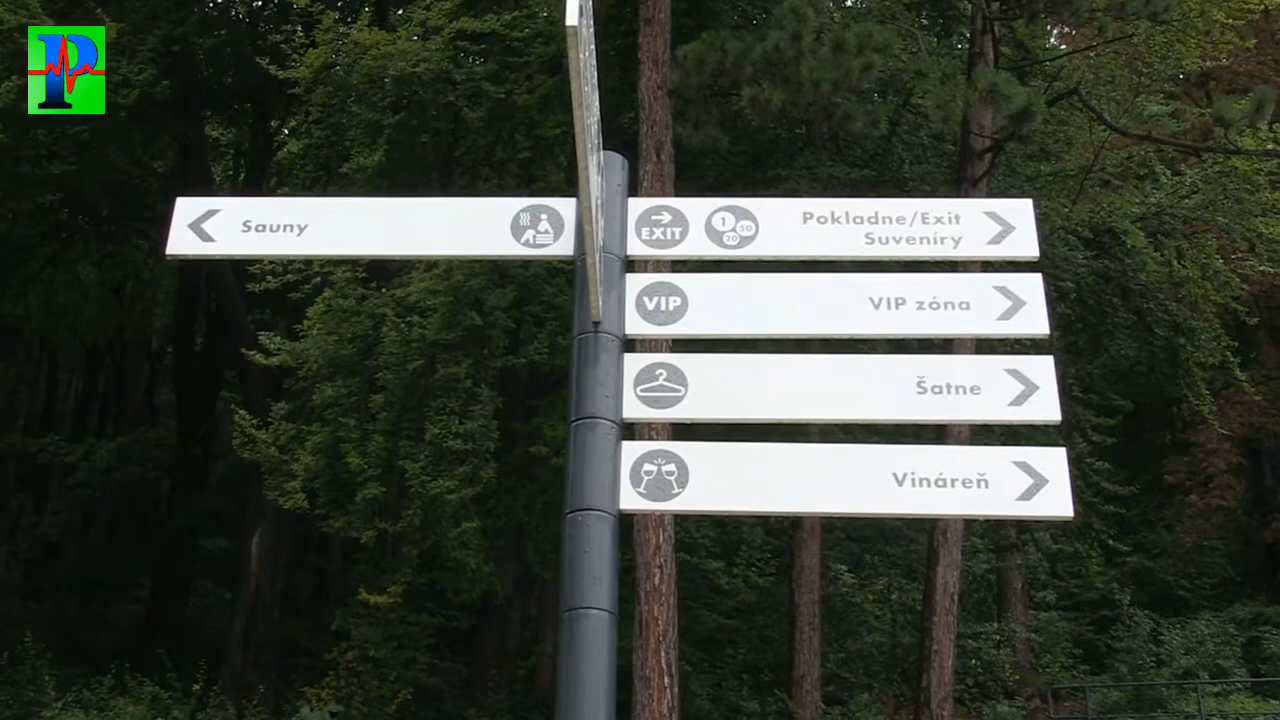 P
Sauny
EXIT
1
50
20
Pokladne/Exit
Suveníry
VIP
VIP zóna
Šatne
Vináreň